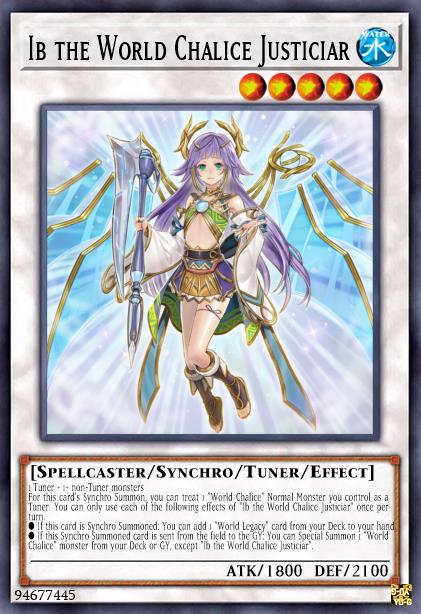 IB THE WORLD CHALICE JUSTICIAR
WATER
水
[SPELLCASTER/SYNCHRO/TUNER/EFFECT]
1 Tuner + 1+ non-Tuner monsters
For this card's Synchro Summon, you can treat 1 "World Chalice" Normal Monster you control as a
Tuner. You can only use each of the following effects of "Ib the World Chalice Justiciar" once per
turn.
● If this card is Synchro Summoned: You can add 1 "World Legacy" card from your Deck to your hand
● If this Synchro Summoned card is sent from the field to the GY: You can Special Summon 1 "World
Chalice" monster from your Deck or GY, except "Ib the World Chalice Justiciar".
ATK/1800 DEF/2100
94677445